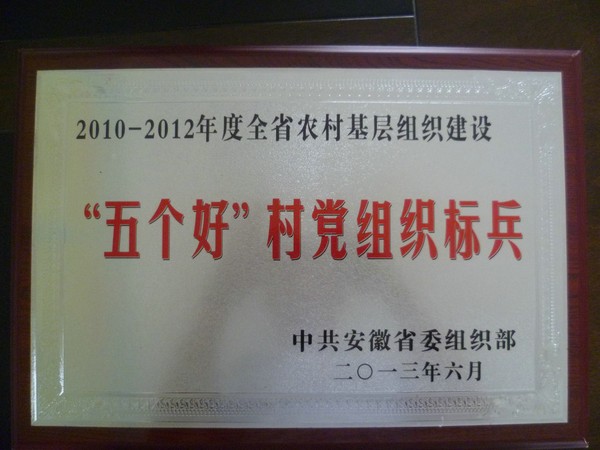 2010-2012年度全省农村基层组织建设
“五个好”村党组织标兵
中共安徽省委组织部
二〇一三年六月